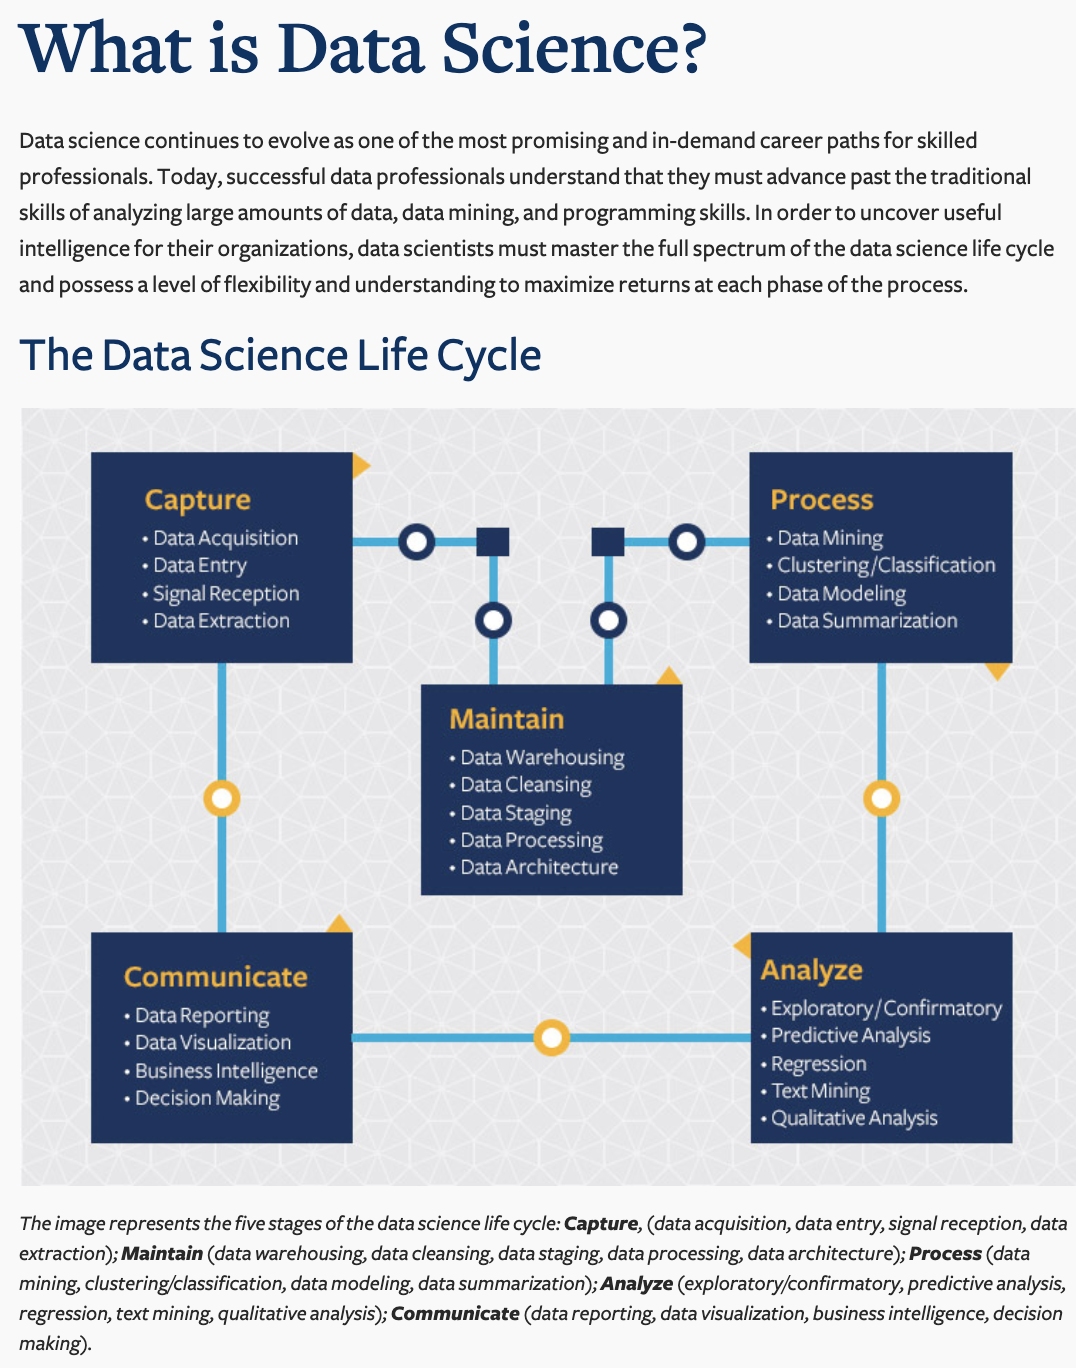 What is Data Science?
Data science continues to evolve as one of the most promising and in-demand career paths for skilled
professionals. Today, successful data professionals understand that they must advance past the traditional
skills of analyzing large amounts of data, data mining, and programming skills. In order to uncover useful
intelligence for their organizations, data scientists must master the full spectrum of the data science life cycle
and possess a level of flexibility and understanding to maximize returns at each phase of the process.
The Data Science Life Cycle
Capture
• Data Acquisition
• Data Entry
• Signal Reception
• Data Extraction
Maintain
• Data Warehousing
• Data Cleansing
• Data Staging
• Data Processing
• Data Architecture
Process
• Data Mining
• Clustering/Classification
• Data Modeling
• Data Summarization
Analyze
• Exploratory/Confirmatory
• Predictive Analysis
• Regression
• Text Mining
• Qualitative Analysis
Communicate
• Data Reporting
• Data Visualization
• Business Intelligence
• Decision Making
The image represents the five stages of the data science life cycle: Capture, (data acquisition, data entry, signal reception, data
extraction); Maintain (data warehousing, data cleansing, data staging, data processing, data architecture); Process (data
mining, clustering/classification, data modeling, data summarization); Analyze (exploratory/confirmatory, predictive analysis,
regression, text mining, qualitative analysis); Communicate (data reporting, data visualization, business intelligence, decision
making).